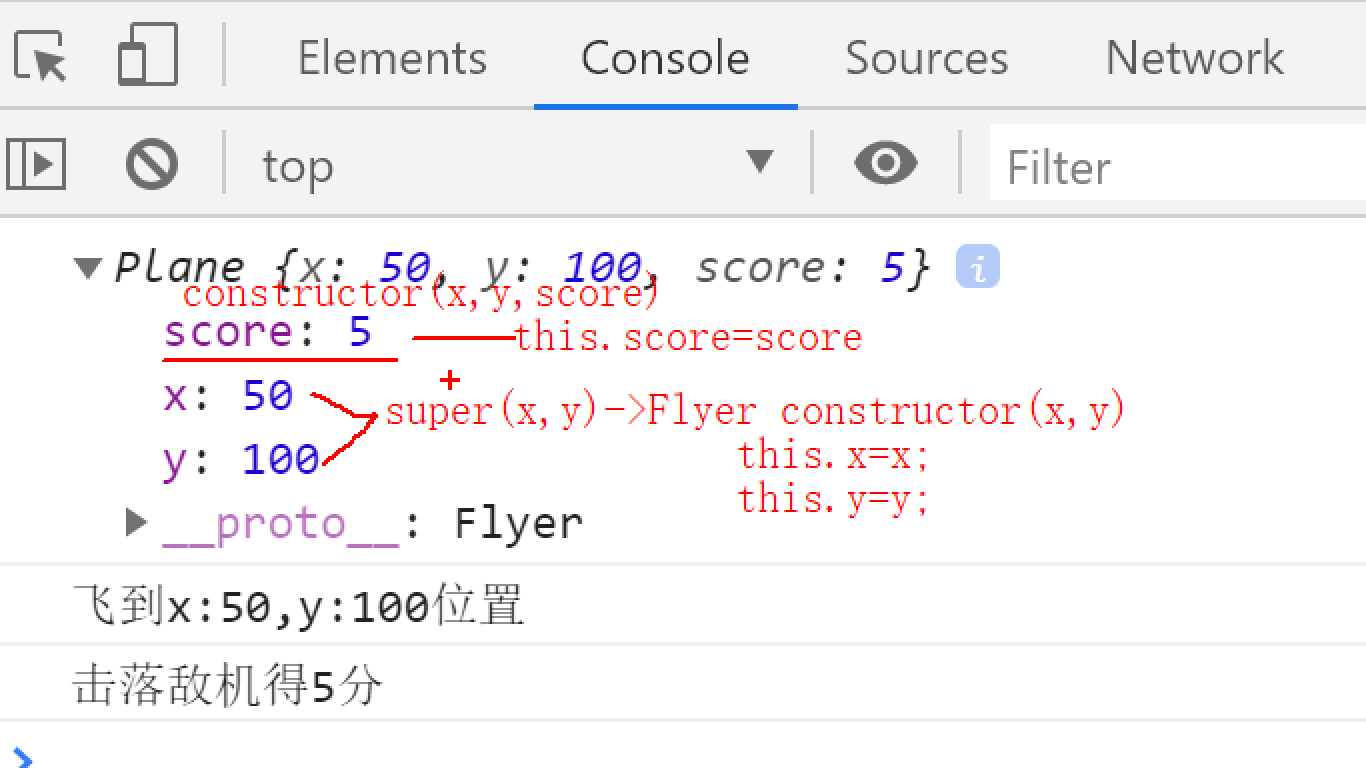 Elements Console Sources Network
top Filter
Plane {x: 50, y: 100, score: 5} i
constructor(x,y,score)
score: 5 this.score=score
+
x: 50 super(x,y)->Flyer constructor(x,y)
this.x=x;
y: 100
this.y=y;
__proto__: Flyer
飞到x:50,y:100位置
击落敌机得5分